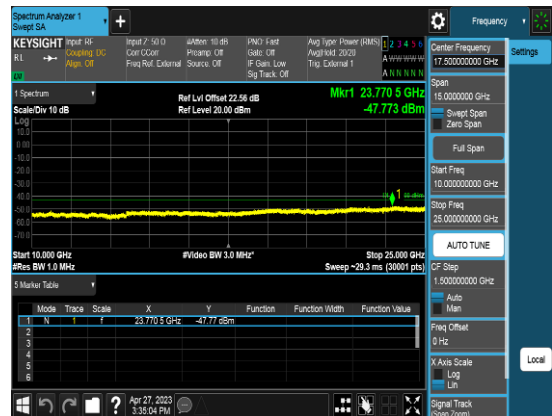 Spectrum Analyzer 1
Swept SA
+
Frequency
KEYSIGHT
RL
Input: RF
Coupling: DC
Align: Off
Input Z: 50 Ω
Corr CCorr
Freq Ref: External
#Atten: 10 dB
Preamp: Off
Source: Off
PNO: Fast
Gate: Off
IF Gain: Low
Sig Track: Off
Avg Type: Power (RMS)
Avg|Hold: 20/20
Trig: External 1
1 2 3 4 5 6
A W W W W W
A N N N N N
LV
1 Spectrum
Scale/Div 10 dB
Ref Lvl Offset 22.56 dB
Ref Level 20.00 dBm
Mkr1 23.770 5 GHz
-47.773 dBm
Log
10.0
0.00
-10.0
-20.0
-30.0
-40.0
-50.0
-60.0
-70.0
1
Start 10.000 GHz
#Res BW 1.0 MHz
#Video BW 3.0 MHz*
Stop 25.000 GHz
Sweep ~29.3 ms (30001 pts)
5 Marker Table
Mode Trace Scale X Y Function Function Width Function Value
1 N 1 f 23.770 5 GHz -47.77 dBm
2
3
4
5
6
Apr 27, 2023
3:35:04 PM
?
Center Frequency
17.500000000 GHz
Settings
Span
15.0000000 GHz
Swept Span
Zero Span
Full Span
Start Freq
10.000000000 GHz
Stop Freq
25.000000000 GHz
AUTO TUNE
CF Step
1.500000000 GHz
Auto
Man
Freq Offset
0 Hz
X Axis Scale
Log
Lin
Local
Signal Track
(Span Zoom)